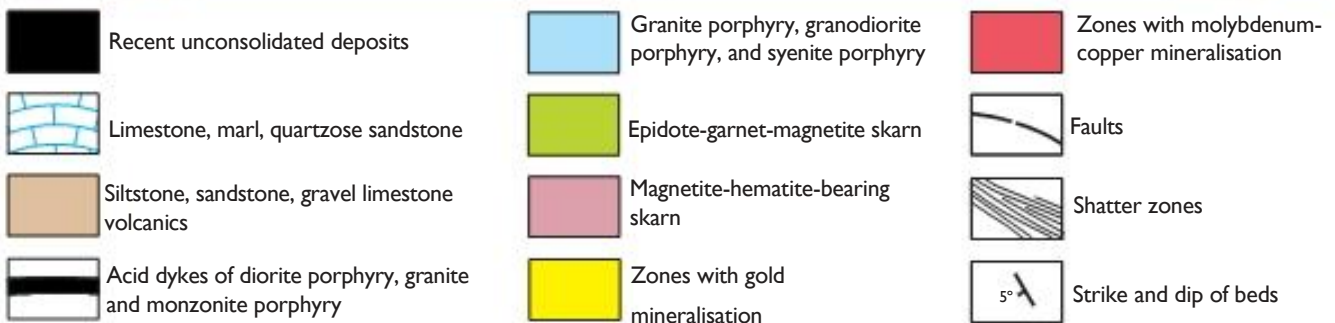 Recent unconsolidated deposits
Limestone, marl, quartzose sandstone
Siltstone, sandstone, gravel limestone
volcanics
Acid dykes of diorite porphyry, granite
and monzonite porphyry
Granite porphyry, granodiorite
porphyry, and syenite porphyry
Epidote-garnet-magnetite skarn
Magnetite-hematite-bearing
skarn
Zones with gold
mineralisation
Zones with molybdenum-
copper mineralisation
Faults
Shatter zones
5°
Strike and dip of beds